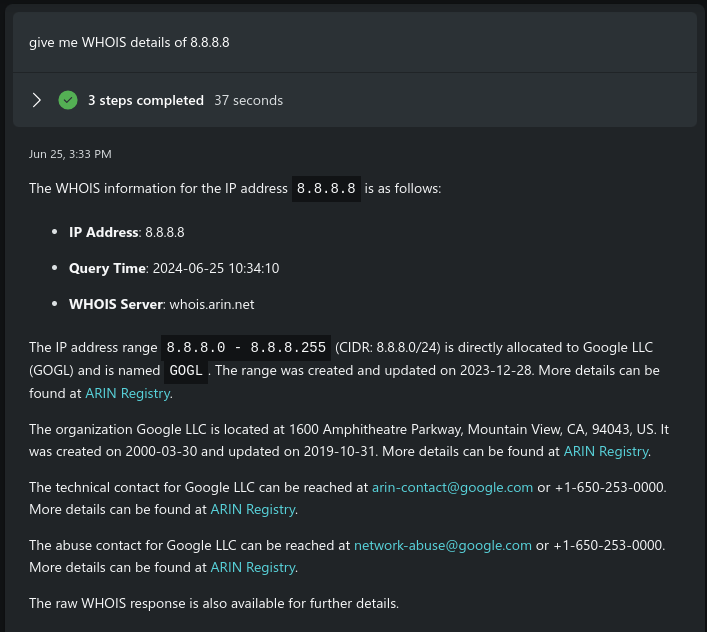 give me WHOIS details of 8.8.8.8
3 steps completed 37 seconds
Jun 25, 3:33 PM
The WHOIS information for the IP address 8.8.8.8 is as follows:
• IP Address: 8.8.8.8
• Query Time: 2024-06-25 10:34:10
• WHOIS Server: whois.arin.net
The IP address range 8.8.8.0 - 8.8.8.255 (CIDR: 8.8.8.0/24) is directly allocated to Google LLC
(GOGL) and is named GOGL. The range was created and updated on 2023-12-28. More details can be
found at ARIN Registry.
The organization Google LLC is located at 1600 Amphitheatre Parkway, Mountain View, CA, 94043, US. It
was created on 2000-03-30 and updated on 2019-10-31. More details can be found at ARIN Registry.
The technical contact for Google LLC can be reached at arin-contact@google.com or +1-650-253-0000.
More details can be found at ARIN Registry.
The abuse contact for Google LLC can be reached at network-abuse@google.com or +1-650-253-0000.
More details can be found at ARIN Registry.
The raw WHOIS response is also available for further details.